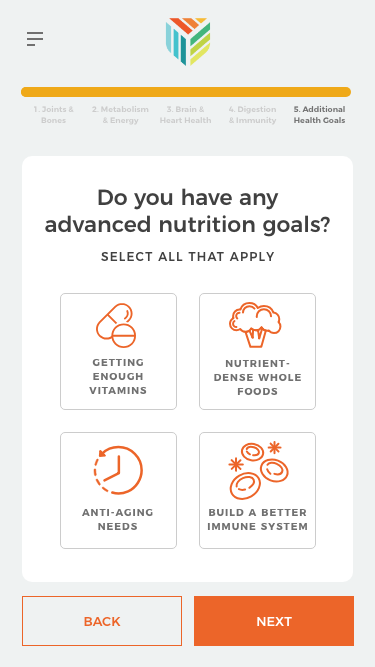 1. Joints & Bones
2. Metabolism & Energy
3. Brain & Heart Health
4. Digestion & Immunity
5. Additional Health Goals
Do you have any
advanced nutrition goals?
SELECT ALL THAT APPLY
GETTING
ENOUGH
VITAMINS
NUTRIENT-
DENSE WHOLE
FOODS
ANTI-AGING
NEEDS
BUILD A BETTER
IMMUNE SYSTEM
BACK
NEXT